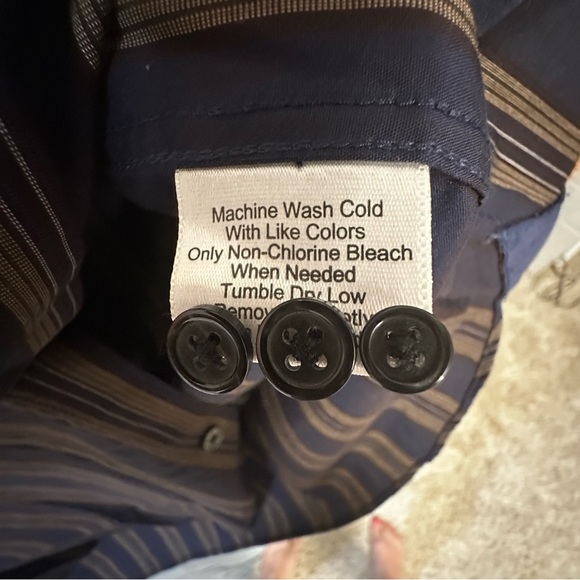 Machine Wash Cold
With Like Colors
Only Non-Chlorine Bleach
When Needed
Tumble Dry Low